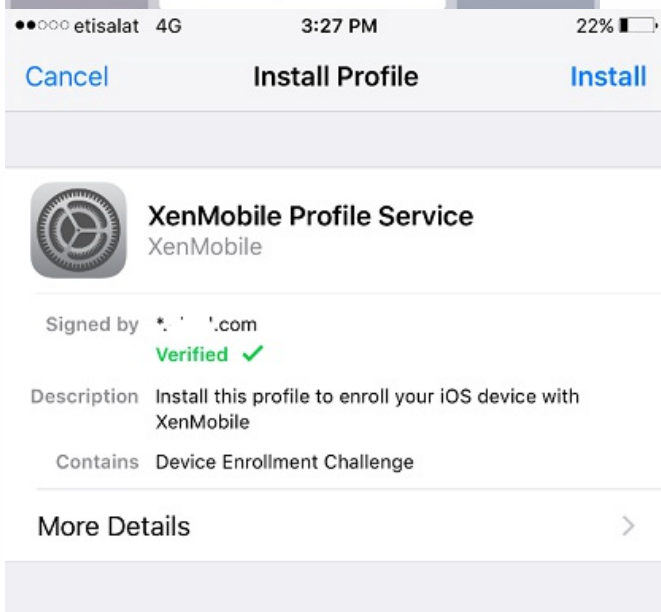 etisalat 4G 3:27 PM 22%
Cancel Install Profile Install
XenMobile Profile Service
XenMobile
Signed by *. .com
Verified ✓
Description Install this profile to enroll your iOS device with
XenMobile
Contains Device Enrollment Challenge
More Details